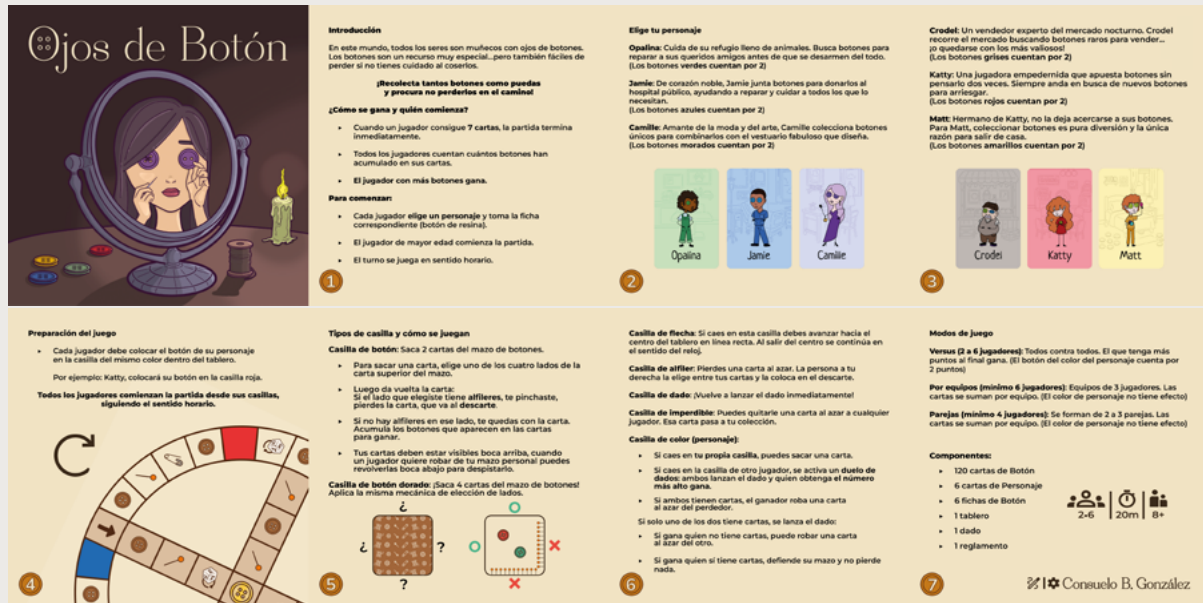 Ojos de Botón
Introducción
En este mundo, todos los seres son muñecos con ojos de botones.
Los botones son un recurso muy especial...pero también fáciles de
perder si no tienes cuidado al coserlos.
¡Recolecta tantos botones como puedas
y procura no perderlos en el camino!
¿Cómo se gana y quién comienza?
• Cuando un jugador consigue 7 cartas, la partida termina
inmediatamente.
• Todos los jugadores cuentan cuántos botones han
acumulado en sus cartas.
• El jugador con más botones gana.
Para comenzar:
• Cada jugador elige un personaje y toma la ficha
correspondiente (botón de resina).
• El jugador de mayor edad comienza la partida.
• El turno se juega en sentido horario.
1
Elige tu personaje
Opalina: Cuida de su refugio lleno de animales. Busca botones para
reparar a sus queridos amigos antes de que se desarmen del todo.
(Los botones verdes cuentan por 2)
Jamie: De corazón noble, Jamie junta botones para donarlos al
hospital público, ayudando a reparar y cuidar a todos los que lo
necesitan.
(Los botones azules cuentan por 2)
Camille: Amante de la moda y del arte, Camille colecciona botones
únicos para combinarlos con el vestuario fabuloso que diseña.
(Los botones morados cuentan por 2)
Opalina
Jamie
Camille
2
Crodel: Un vendedor experto del mercado nocturno. Crodel
recorre el mercado buscando botones raros para vender...
¡o quedarse con los más valiosos!
(Los botones grises cuentan por 2)
Katty: Una jugadora empedernida que apuesta botones sin
pensarlo dos veces. Siempre anda en busca de nuevos botones
para arriesgar.
(Los botones rojos cuentan por 2)
Matt: Hermano de Katty, no la deja acercarse a sus botones.
Para Matt, coleccionar botones es pura diversión y la única
razón para salir de casa.
(Los botones amarillos cuentan por 2)
Crodel
Katty
Matt
3
Preparación del juego
• Cada jugador debe colocar el botón de su personaje
en la casilla del mismo color dentro del tablero.
Por ejemplo: Katty, colocará su botón en la casilla roja.
Todos los jugadores comienzan la partida desde sus casillas,
siguiendo el sentido horario.
4
Tipos de casilla y cómo se juegan
Casilla de botón: Saca 2 cartas del mazo de botones.
• Para sacar una carta, elige uno de los cuatro lados de la
carta superior del mazo.
• Luego da vuelta la carta:
Si el lado que elegiste tiene alfileres, te pinchaste,
pierdes la carta, que va al descarte.
• Si no hay alfileres en ese lado, te quedas con la carta.
Acumula los botones que aparecen en las cartas
para ganar.
• Tus cartas deben estar visibles boca arriba, cuando
un jugador quiere robar de tu mazo personal puedes
revolverlas boca abajo para despistarlo.
Casilla de botón dorado: ¡Saca 4 cartas del mazo de botones!
Aplica la misma mecánica de elección de lados.
¿
¿ ?
?
5
Casilla de flecha: Si caes en esta casilla debes avanzar hacia el
centro del tablero en línea recta. Al salir del centro se continúa en
el sentido del reloj.
Casilla de alfiler: Pierdes una carta al azar. La persona a tu
derecha la elige entre tus cartas y la coloca en el descarte.
Casilla de dado: ¡Vuelve a lanzar el dado inmediatamente!
Casilla de imperdible: Puedes quitarle una carta al azar a cualquier
jugador. Esa carta pasa a tu colección.
Casilla de color (personaje):
• Si caes en tu propia casilla, puedes sacar una carta.
• Si caes en la casilla de otro jugador, se activa un duelo de
dados: ambos lanzan el dado y quien obtenga el número
más alto gana.
• Si ambos tienen cartas, el ganador roba una carta
al azar del perdedor.
Si solo uno de los dos tiene cartas, se lanza el dado:
• Si gana quien no tiene cartas, puede robar una carta
al azar del otro.
• Si gana quien sí tiene cartas, defiende su mazo y no pierde
nada.
6
Modos de juego
Versus (2 a 6 jugadores): Todos contra todos. El que tenga más
puntos al final gana. (El botón del color del personaje cuenta por
2 puntos)
Por equipos (mínimo 6 jugadores): Equipos de 3 jugadores. Las
cartas se suman por equipo. (El color de personaje no tiene efecto)
Parejas (mínimo 4 jugadores): Se forman de 2 a 3 parejas. Las
cartas se suman por equipo. (El color de personaje no tiene efecto)
Componentes:
• 120 cartas de Botón
• 6 cartas de Personaje
• 6 fichas de Botón
• 1 tablero
• 1 dado
• 1 reglamento
2-6 20m 8+
Consuelo B. González
7